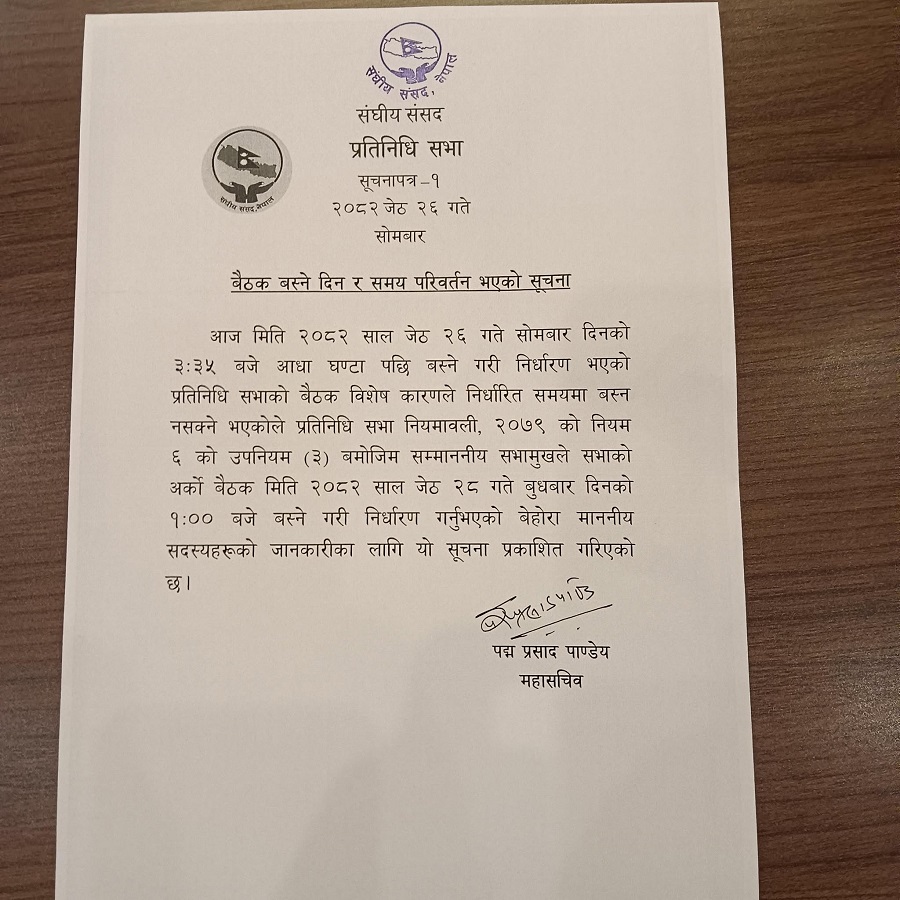 संघीय संसद, नेपाल
संघीय संसद
प्रतिनिधि सभा
संघीय संसद, नेपाल
सूचनापत्र-१
२०८२ जेठ २६ गते
सोमबार
बैठक बस्ने दिन र समय परिवर्तन भएको सूचना
आज मिति २०८२ साल जेठ २६ गते सोमबार दिनको
३:३५ बजे आधा घण्टा पछि बस्ने गरी निर्धारण भएको
प्रतिनिधि सभाको बैठक विशेष कारणले निर्धारित समयमा बस्न
नसक्ने भएकोले प्रतिनिधि सभा नियमावली, २०७९ को नियम
६ को उपनियम (३) बमोजिम सम्माननीय सभामुखले सभाको
अर्को बैठक मिति २०८२ साल जेठ २८ गते बुधबार दिनको
१:०० बजे बस्ने गरी निर्धारण गर्नुभएको बेहोरा माननीय
सदस्यहरूको जानकारीका लागि यो सूचना प्रकाशित गरिएको
छ।
पद्म प्रसाद पाण्डेय
महासचिव